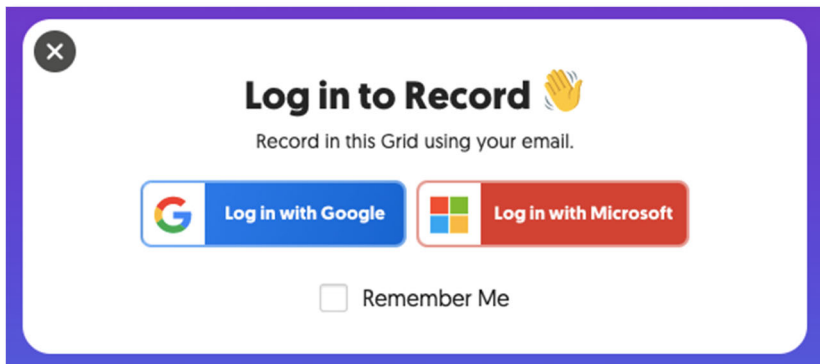 Log in to Record 👋
Record in this Grid using your email.
Log in with Google
Log in with Microsoft
Remember Me